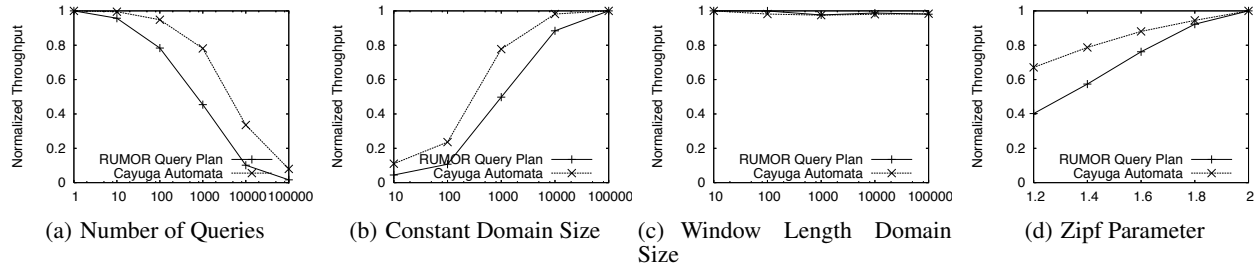 Normalized Throughput
1
0.8
0.6
0.4
0.2
0
RUMOR Query Plan
Cayuga Automata
1 10 100 1000 10000 100000
(a) Number of Queries
Normalized Throughput
1
0.8
0.6
0.4
0.2
0
RUMOR Query Plan
Cayuga Automata
10 100 1000 10000 100000
(b) Constant Domain Size
Normalized Throughput
1
0.8
0.6
0.4
0.2
0
RUMOR Query Plan
Cayuga Automata
10 100 1000 10000 100000
(c) Window Length Domain
Size
Normalized Throughput
1
0.8
0.6
0.4
0.2
0
RUMOR Query Plan
Cayuga Automata
1.2 1.4 1.6 1.8 2
(d) Zipf Parameter